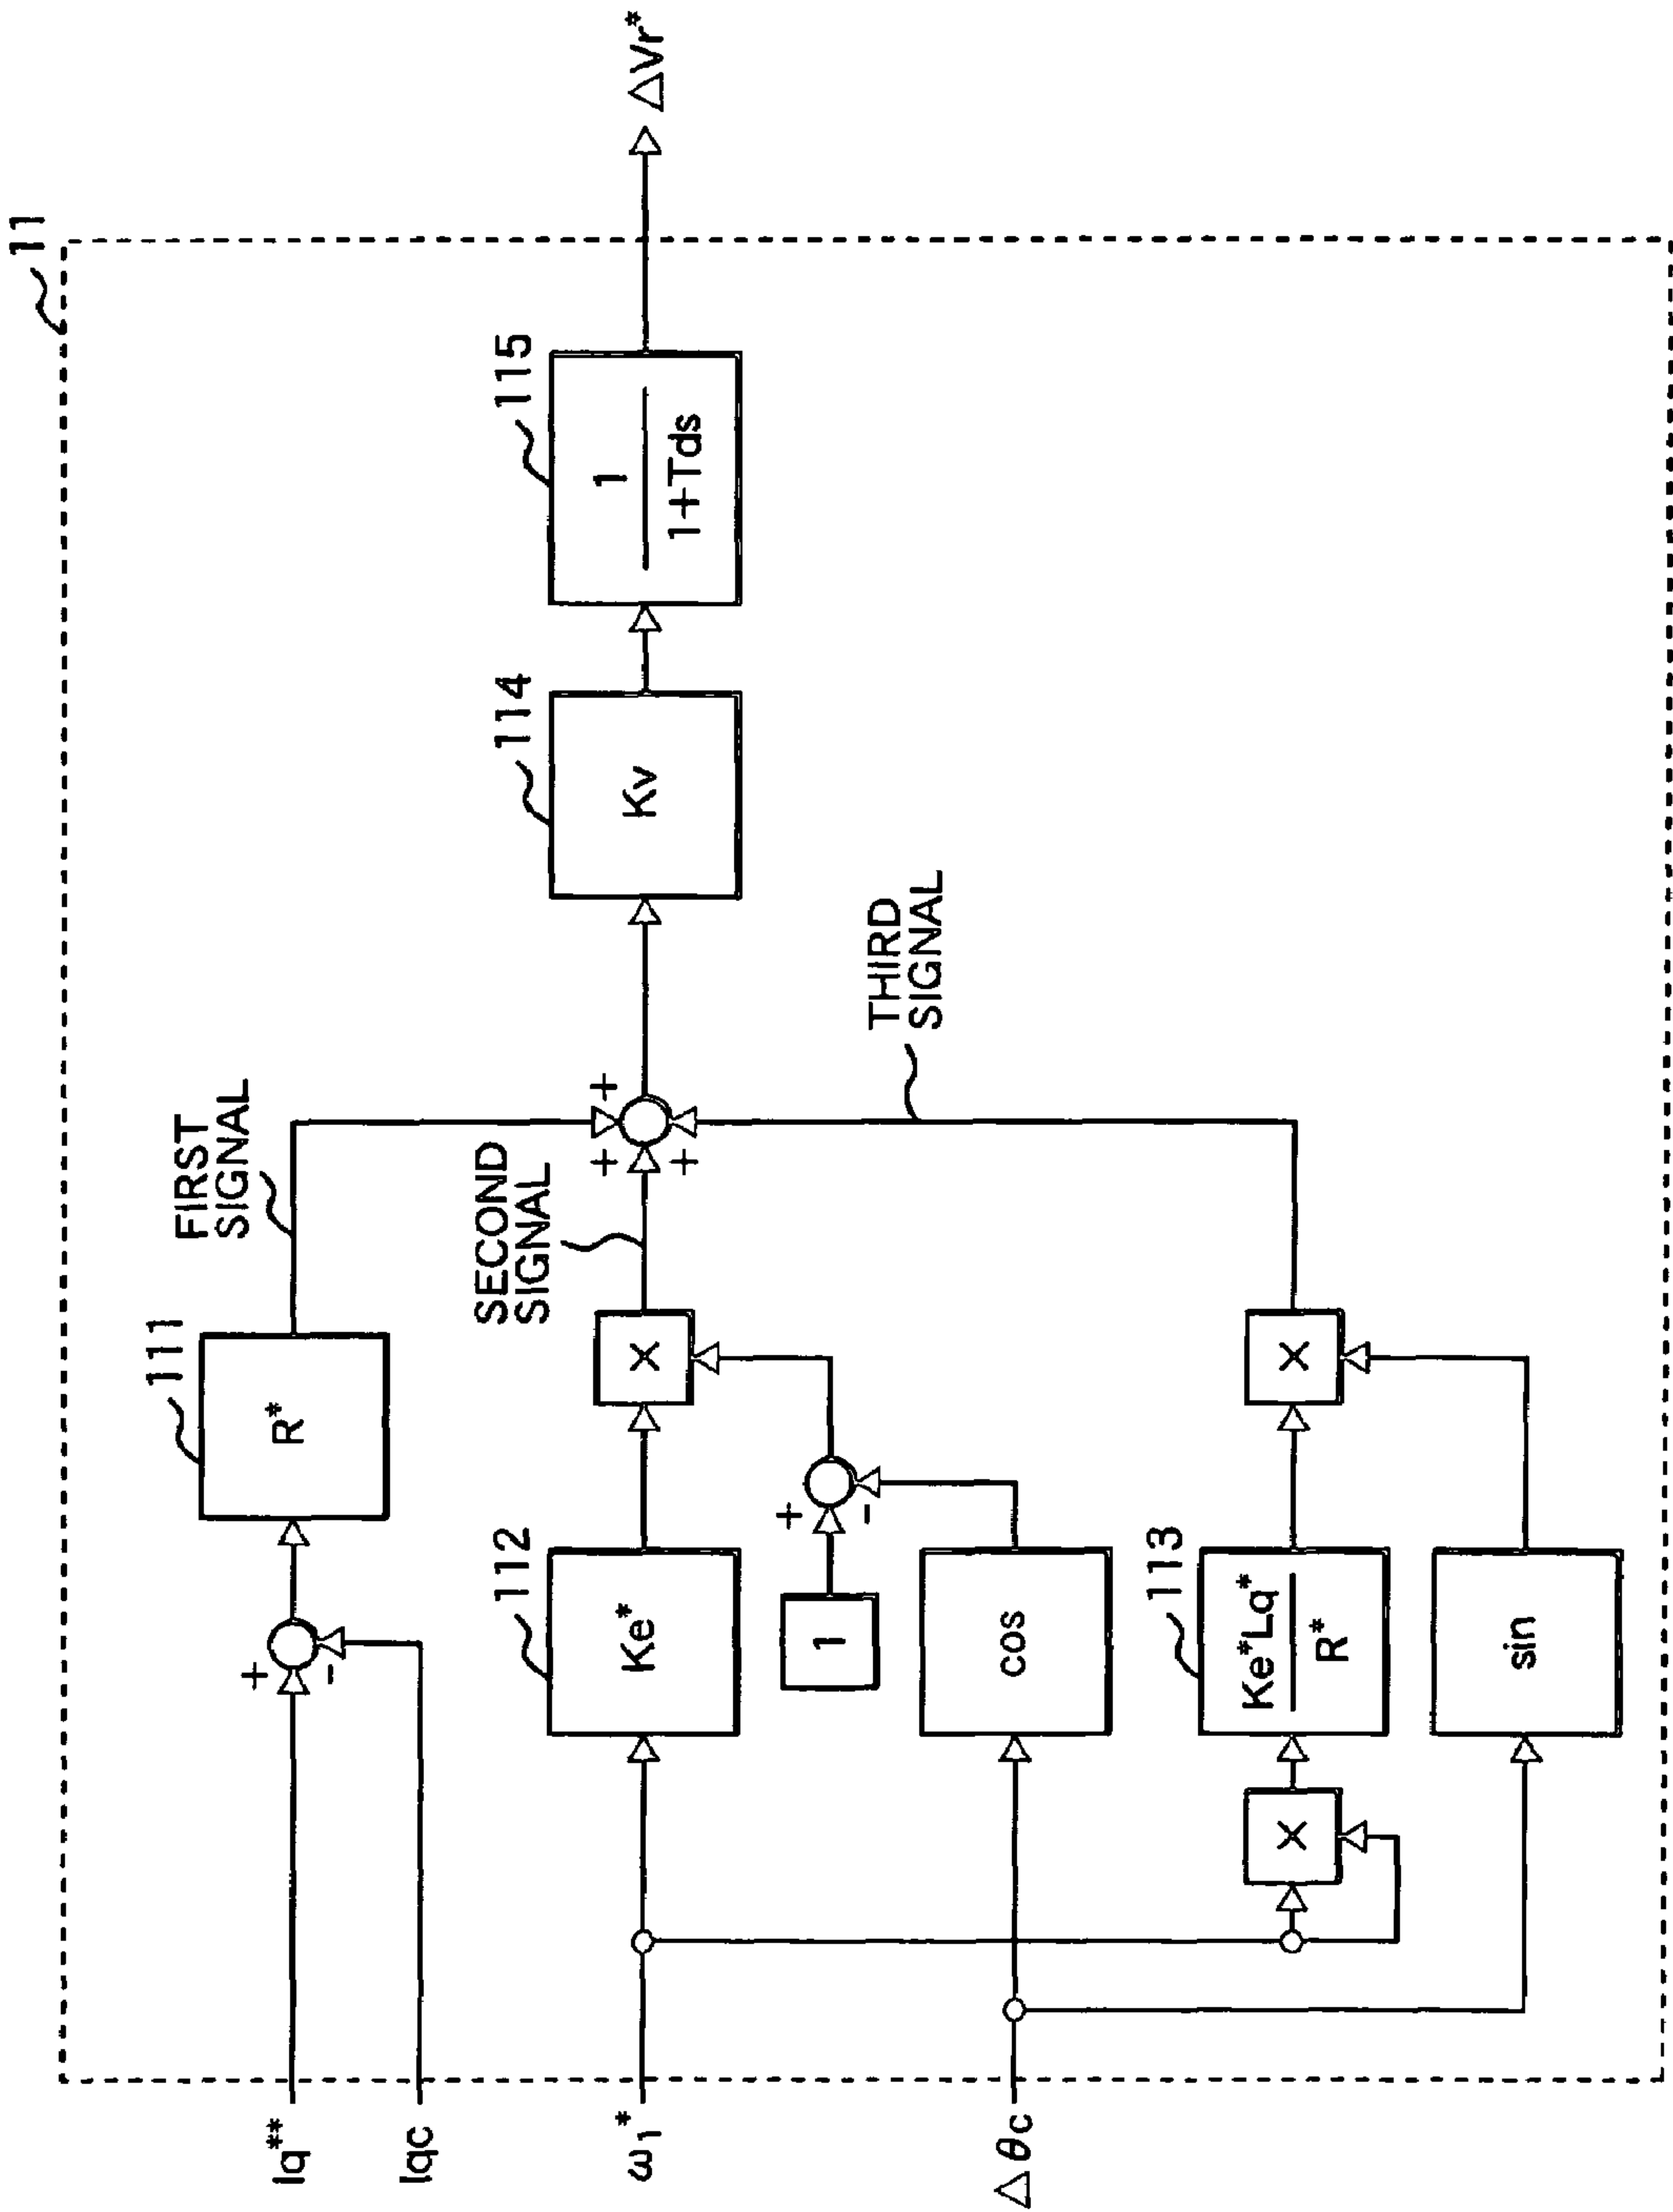 11
Iq**
+
-
111
R*
FIRST
SIGNAL
Iqc
ω1*
112
Ke*
×
SECOND
SIGNAL
+
+
+
114
Kv
115
1
1+Tds
ΔVr*
1
+
-
Δθc
cos
THIRD
SIGNAL
×
113
Ke*Lq*
R*
×
sin